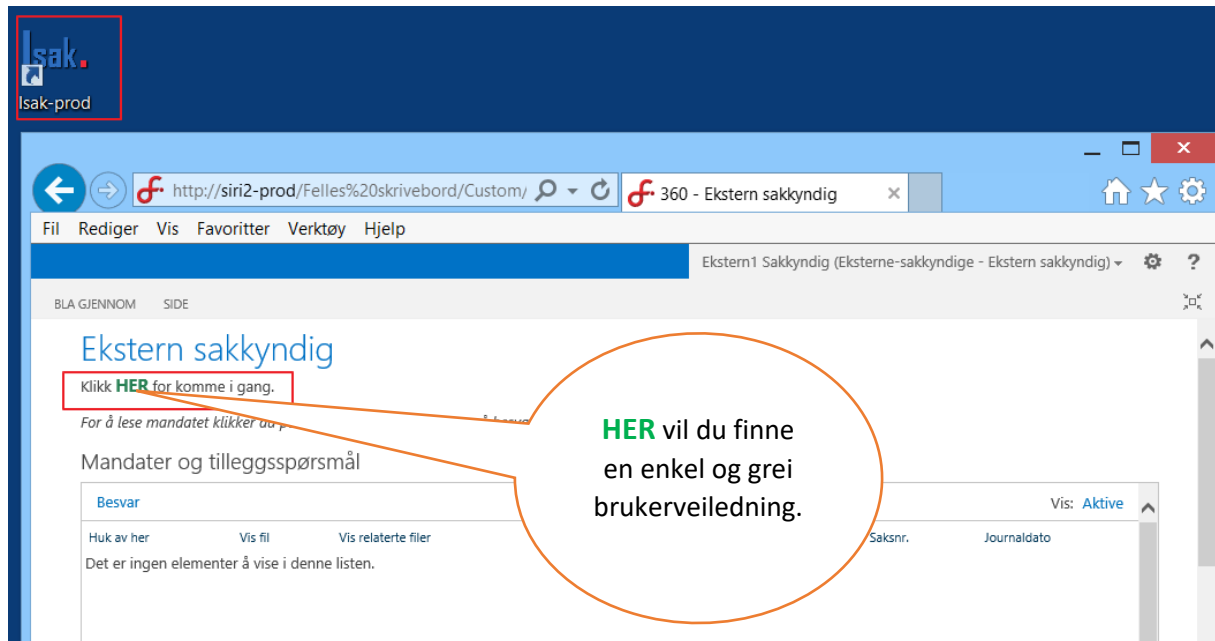 Isak.
Isak-prod
http://siri2-prod/Felles%20skrivebord/Custom/
360 - Ekstern sakkyndig
Fil Rediger Vis Favoritter Verktøy Hjelp
Ekstern1 Sakkyndig (Eksterne-sakkyndige - Ekstern sakkyndig)
?
BLA GJENNOM SIDE
Ekstern sakkyndig
Klikk HER for komme i gang.
For å lese mandatet klikker du
Mandater og tilleggsspørsmål
HER vil du finne
en enkel og grei
brukerveiledning.
Besvar Vis: Aktive
Huk av her Vis fil Vis relaterte filer Saksnr. Journaldato
Det er ingen elementer å vise i denne listen.